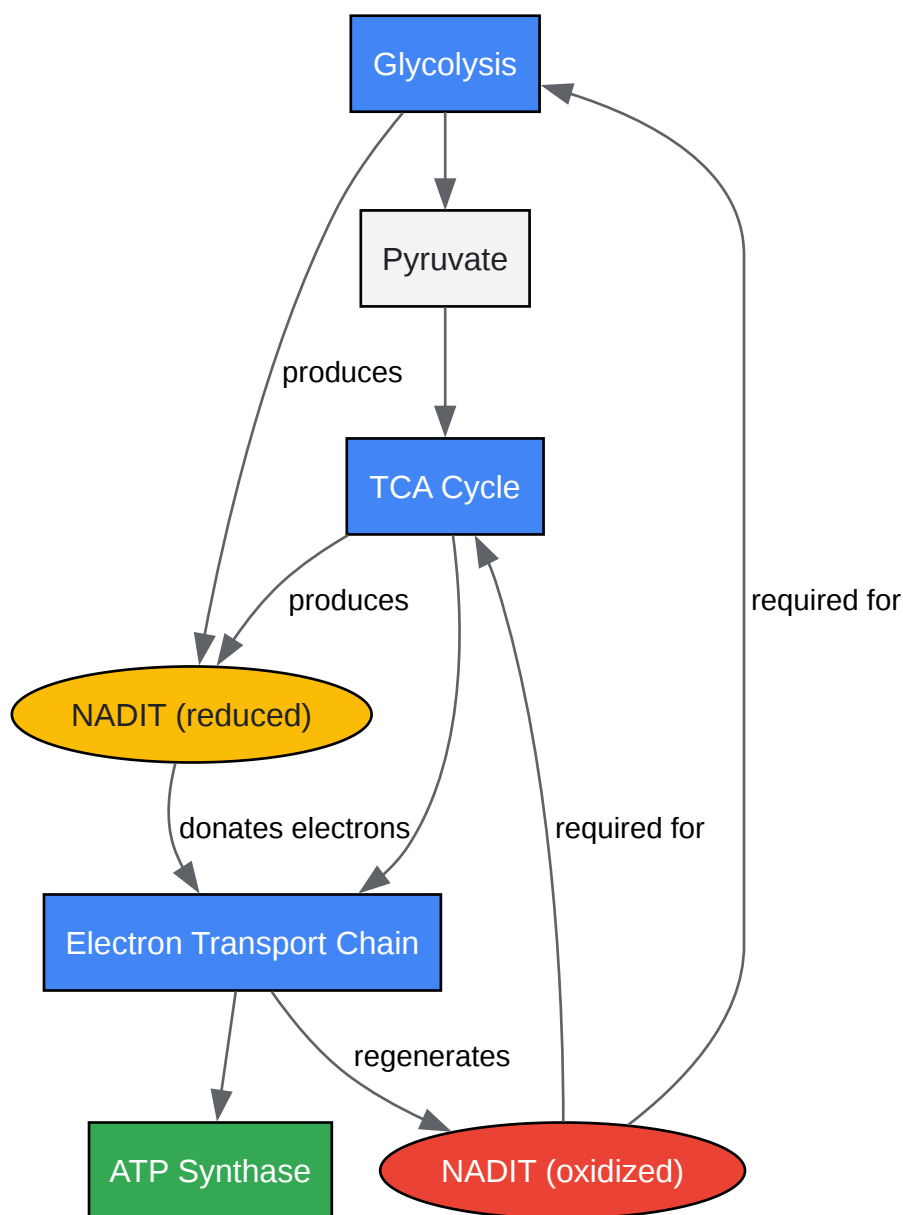 Glycolysis
Pyruvate
produces
TCA Cycle
produces
required for
NADIT (reduced)
donates electrons
required for
Electron Transport Chain
regenerates
ATP Synthase
NADIT (oxidized)